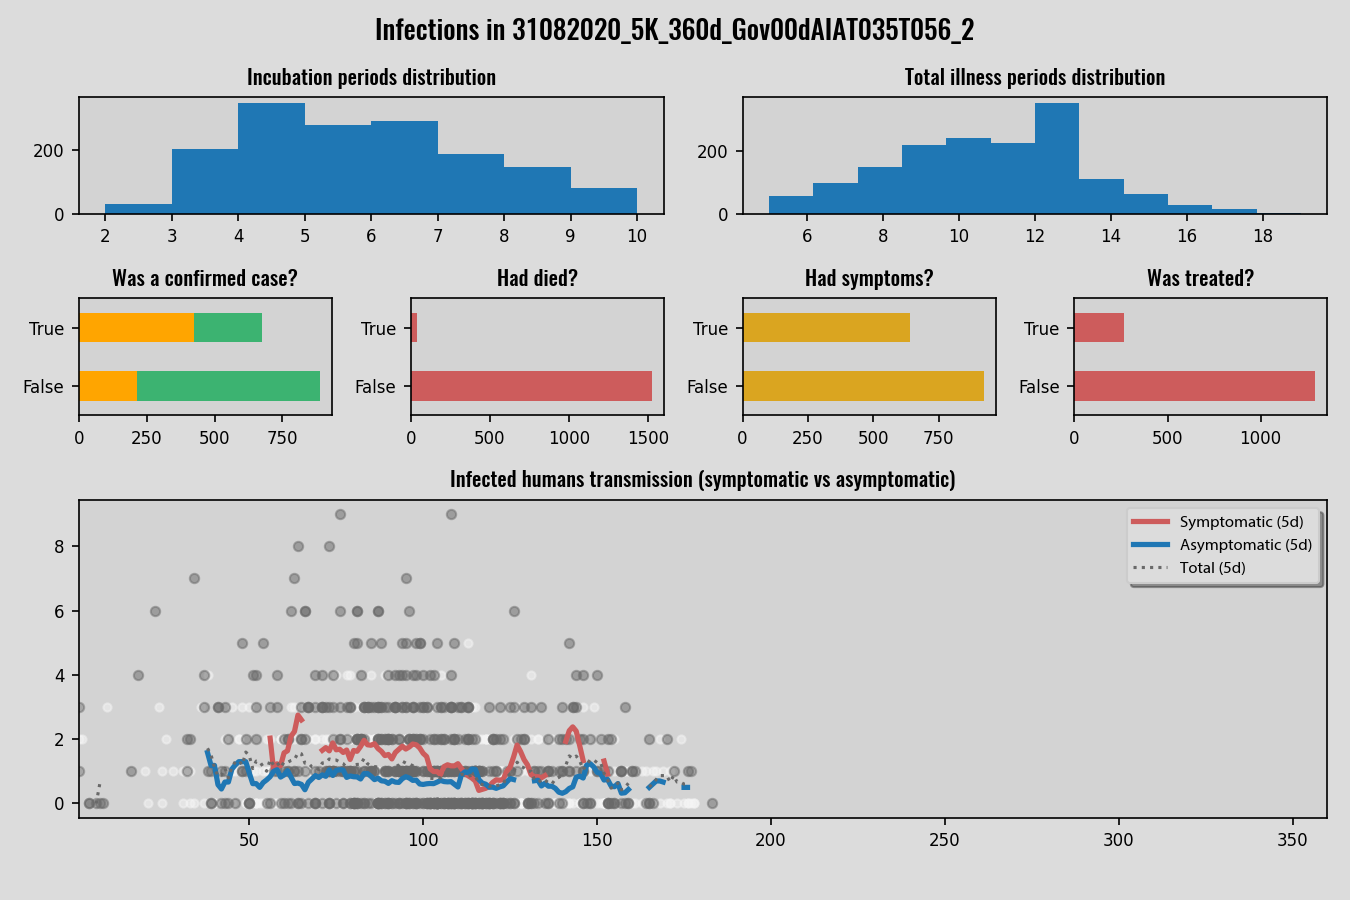 Infections in 31082020_5K_360d_Gov00dAIAT035T056_2
Incubation periods distribution
Total illness periods distribution
200
0
2 3 4 5 6 7 8 9 10
200
0
6 8 10 12 14 16 18
Was a confirmed case?
Had died?
Had symptoms?
Was treated?
True
False
0 250 500 750
True
False
0 500 1000 1500
True
False
0 250 500 750
True
False
0 500 1000
Infected humans transmission (symptomatic vs asymptomatic)
8
6
4
2
0
50 100 150 200 250 300 350
Symptomatic (5d)
Asymptomatic (5d)
Total (5d)